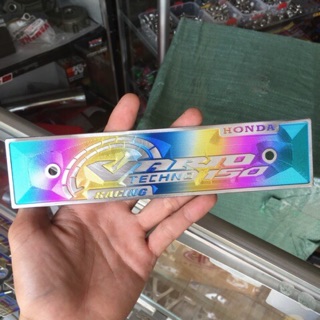 HONDA
VARIO
TECHNO 150
RACING